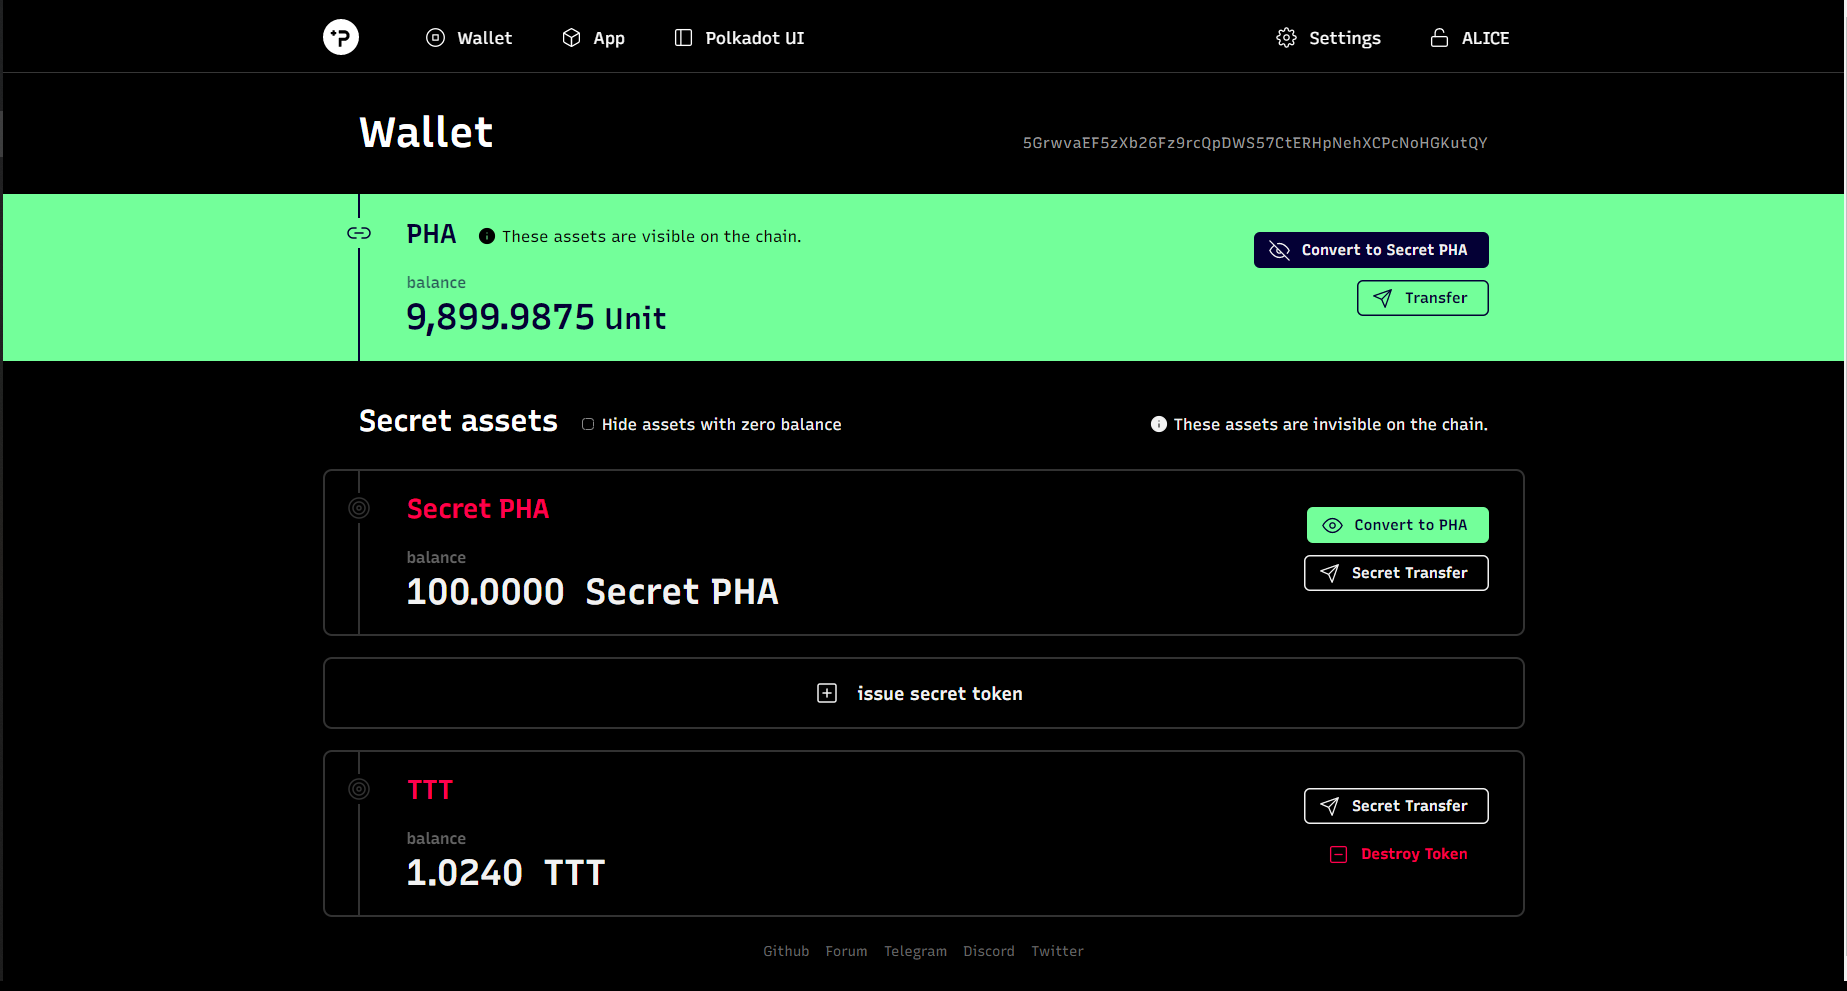 Wallet
App
Polkadot UI
Settings
ALICE
Wallet
5GrwvaEF5zXb26Fz9rcQpDWS57CtERHpNehXCPcNoHGKutQY
PHA
These assets are visible on the chain.
Convert to Secret PHA
balance
Transfer
9,899.9875 Unit
Secret assets
Hide assets with zero balance
These assets are invisible on the chain.
Secret PHA
Convert to PHA
balance
Secret Transfer
100.0000 Secret PHA
issue secret token
TTT
Secret Transfer
balance
Destroy Token
1.0240 TTT
Github Forum Telegram Discord Twitter